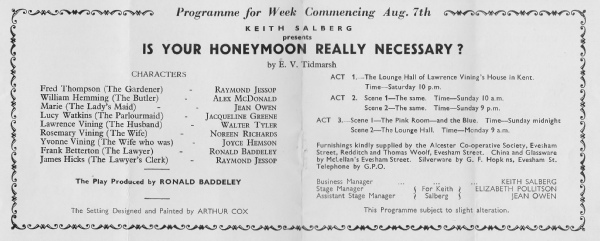 Programme for Week Commencing Aug. 7th
KEITH SALBERG
presents
IS YOUR HONEYMOON REALLY NECESSARY ?
by E. V. Tidmarsh
CHARACTERS
Fred Thompson (The Gardener) - RAYMOND JESSOP
William Hemming (The Butler) - ALEX MCDONALD
Marie (The Lady's Maid) - JEAN OWEN
Lucy Watkins (The Parlourmaid) - JACQUELINE GREENE
Lawrence Vining (The Husband) - WALTER TYLER
Rosemary Vining (The Wife) - NOREEN RICHARDS
Yvonne Vining (The Wife who was) - JOYCE HEMSON
Frank Betterton (The Lawyer) - RONALD BADDELEY
James Hicks (The Lawyer's Clerk) - RAYMOND JESSOP
The Play Produced by RONALD BADDELEY
The Setting Designed and Painted by ARTHUR COX
ACT 1.—The Lounge Hall of Lawrence Vining's House in Kent.
Time—Saturday 10 p.m.
ACT 2. Scene 1—The same. Time—Sunday 10 a.m.
Scene 2—The same. Time—Sunday 9 p.m.
ACT 3.—Scene 1—The Pink Room—and the Blue. Time—Sunday midnight
Scene 2—The Lounge Hall. Time—Monday 9 a.m.
Furnishings kindly supplied by the Alcester Co-operative Society, Evesham
Street, Redditch and Thomas Woolf, Evesham Street. China and Glassware
by McLellan's Evesham Street. Silverware by G. F. Hopkins, Evesham St.
Telephone by G.P.O.
Business Manager ... ... ... KEITH SALBERG
Stage Manager } For Keith { ELIZABETH POLLITSON
Assistant Stage Manager } Salberg { JEAN OWEN
This Programme subject to slight alteration.